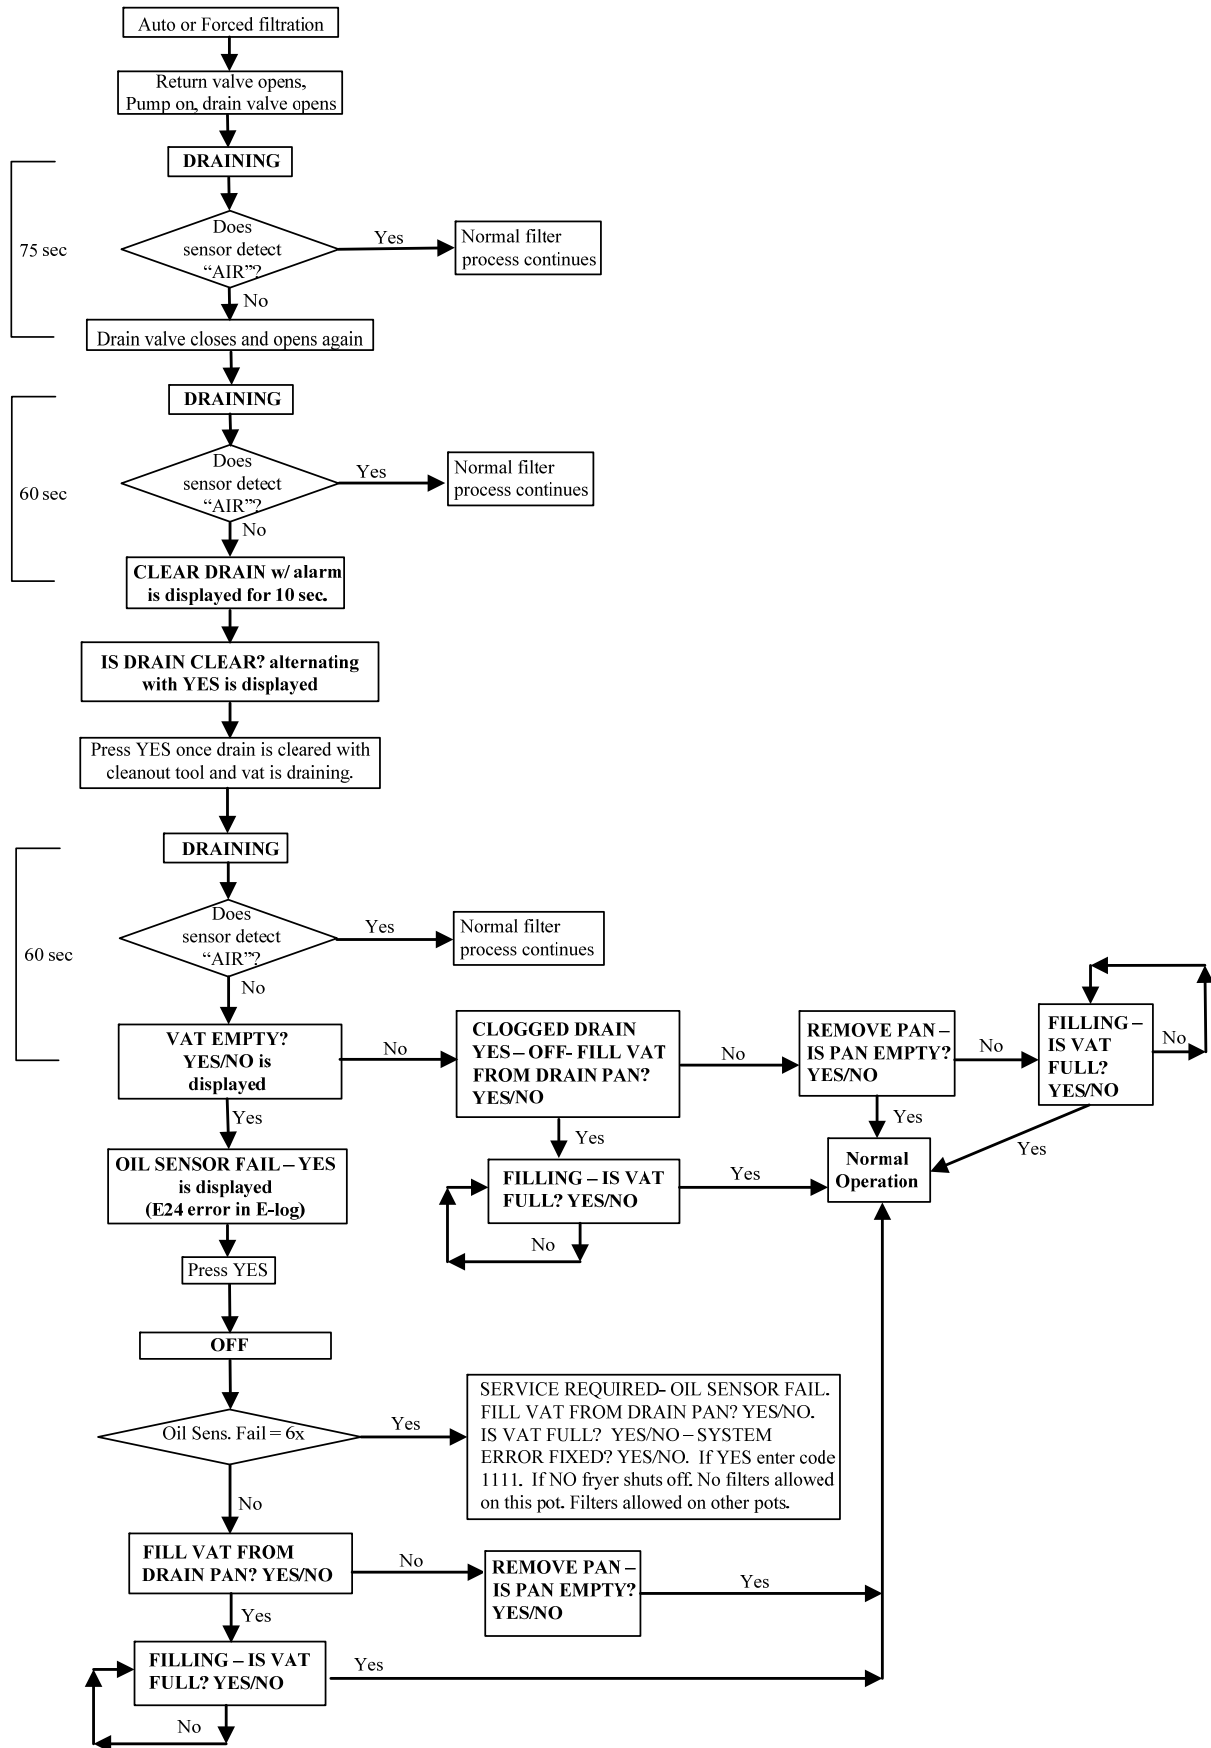 Auto or Forced filtration
Return valve opens,
Pump on, drain valve opens
DRAINING
75 sec
Does
sensor detect
“AIR”?
Yes
Normal filter
process continues
No
Drain valve closes and opens again
DRAINING
60 sec
Does
sensor detect
“AIR”?
Yes
Normal filter
process continues
No
CLEAR DRAIN w/ alarm
is displayed for 10 sec.
IS DRAIN CLEAR? alternating
with YES is displayed
Press YES once drain is cleared with
cleanout tool and vat is draining.
DRAINING
60 sec
Does
sensor detect
“AIR”?
Yes
Normal filter
process continues
No
VAT EMPTY?
YES/NO is
displayed
No
CLOGGED DRAIN
YES – OFF- FILL VAT
FROM DRAIN PAN?
YES/NO
No
REMOVE PAN –
IS PAN EMPTY?
YES/NO
No
FILLING –
IS VAT
FULL?
YES/NO
No
Yes
Yes
Yes
Yes
Normal
Operation
OIL SENSOR FAIL – YES
is displayed
(E24 error in E-log)
FILLING – IS VAT
FULL? YES/NO
Yes
No
Press YES
OFF
Oil Sens. Fail = 6x
Yes
SERVICE REQUIRED– OIL SENSOR FAIL.
FILL VAT FROM DRAIN PAN? YES/NO.
IS VAT FULL? YES/NO – SYSTEM
ERROR FIXED? YES/NO. If YES enter code
1111. If NO fryer shuts off. No filters allowed
on this pot. Filters allowed on other pots.
No
FILL VAT FROM
DRAIN PAN? YES/NO
No
REMOVE PAN –
IS PAN EMPTY?
YES/NO
Yes
Yes
FILLING – IS VAT
FULL? YES/NO
Yes
No